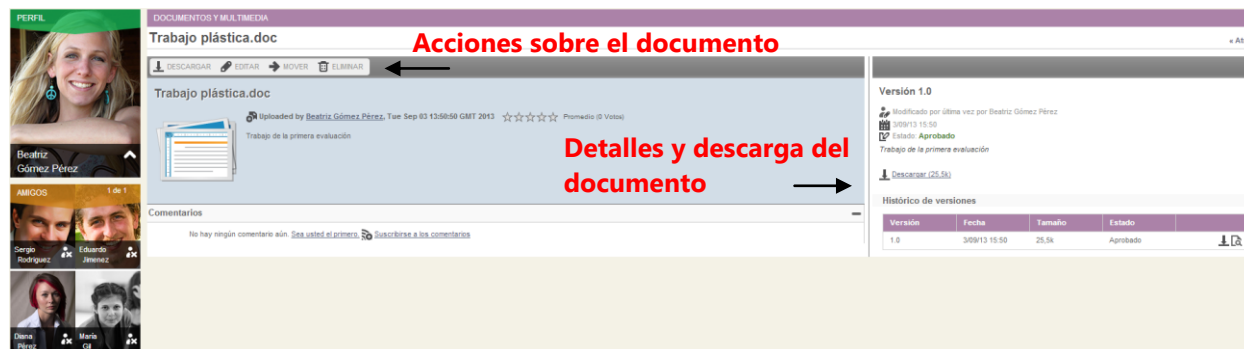 PERFIL
Beatriz
Gómez Pérez
AMIGOS 1 de 1
Sergio
Rodriguez
Eduardo
Jimenez
Diana
Pérez
María
Gil
DOCUMENTOS Y MULTIMEDIA
Trabajo plástica.doc
« At
Acciones sobre el documento
DESCARGAR EDITAR MOVER ELIMINAR
Trabajo plástica.doc
Uploaded by Beatriz Gómez Pérez, Tue Sep 03 13:50:50 GMT 2013 Promedio (0 Votos)
Trabajo de la primera evaluación
Detalles y descarga del
documento
Comentarios
No hay ningún comentario aún. Sea usted el primero. Suscribirse a los comentarios
Versión 1.0
Modificado por última vez por Beatriz Gómez Pérez
3/09/13 15:50
Estado: Aprobado
Trabajo de la primera evaluación
Descargar (25,5k)
Histórico de versiones
Versión Fecha Tamaño Estado
1.0 3/09/13 15:50 25,5k Aprobado